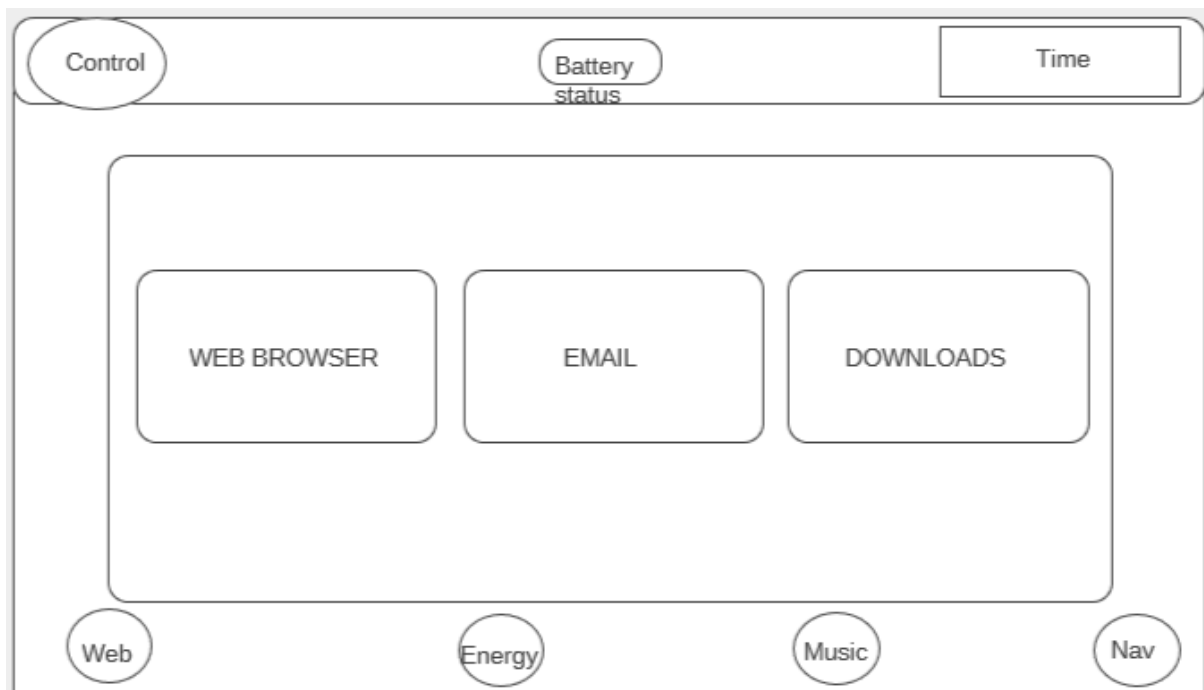 Control
Battery
status
Time
WEB BROWSER
EMAIL
DOWNLOADS
Web
Energy
Music
Nav